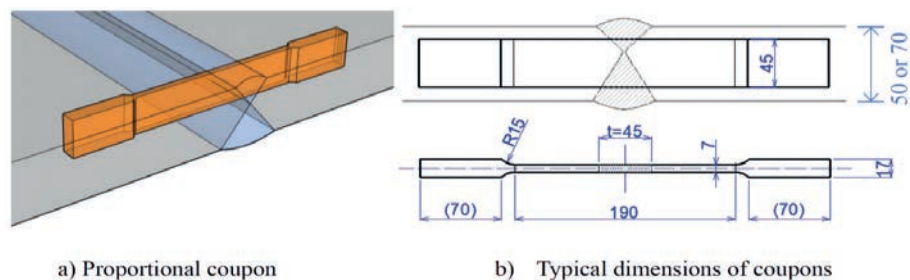 45
50 or 70
R15
t=45
7
17
(70)
190
(70)
a) Proportional coupon
b) Typical dimensions of coupons